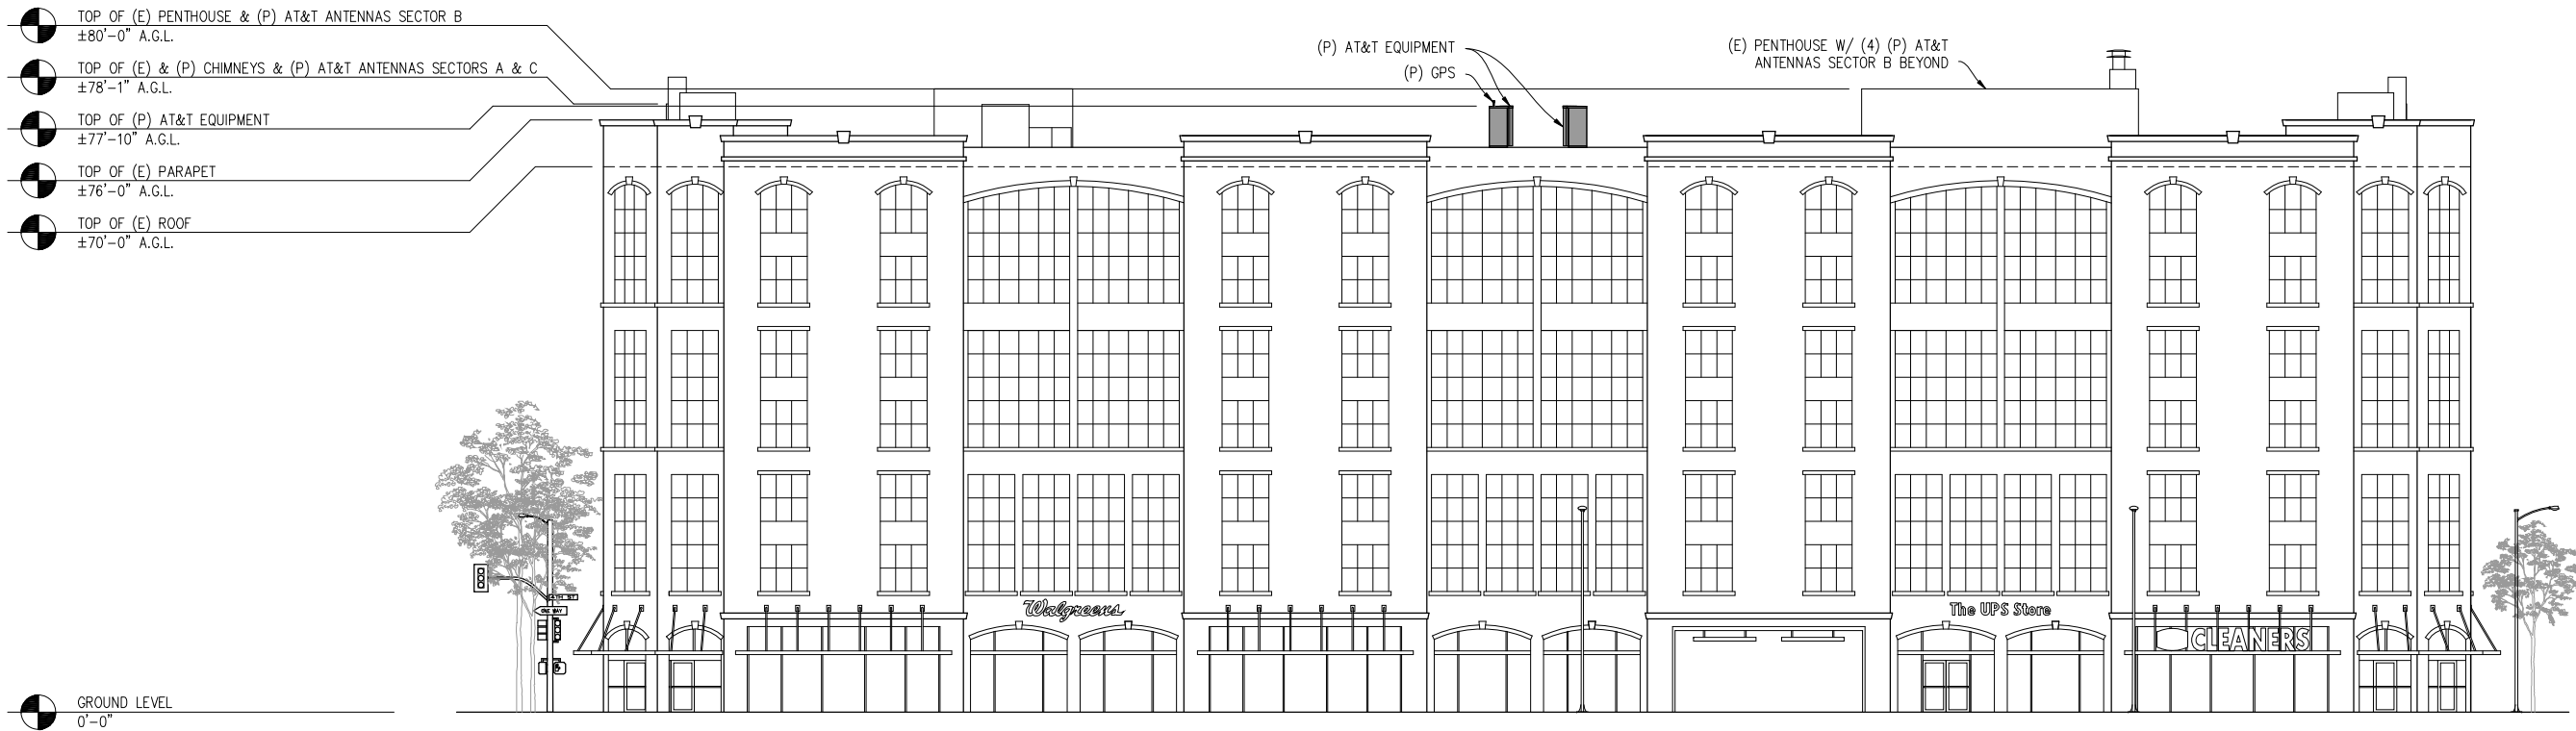 TOP OF (E) PENTHOUSE & (P) AT&T ANTENNAS SECTOR B
±80'-0" A.G.L.
TOP OF (E) & (P) CHIMNEYS & (P) AT&T ANTENNAS SECTORS A & C
±78'-1" A.G.L.
TOP OF (P) AT&T EQUIPMENT
±77'-10" A.G.L.
TOP OF (E) PARAPET
±76'-0" A.G.L.
TOP OF (E) ROOF
±70'-0" A.G.L.
(P) AT&T EQUIPMENT
(P) GPS
(E) PENTHOUSE W/ (4) (P) AT&T
ANTENNAS SECTOR B BEYOND
4TH ST
ONE WAY
Walgreens
The UPS Store
CLEANERS
GROUND LEVEL
0'-0"